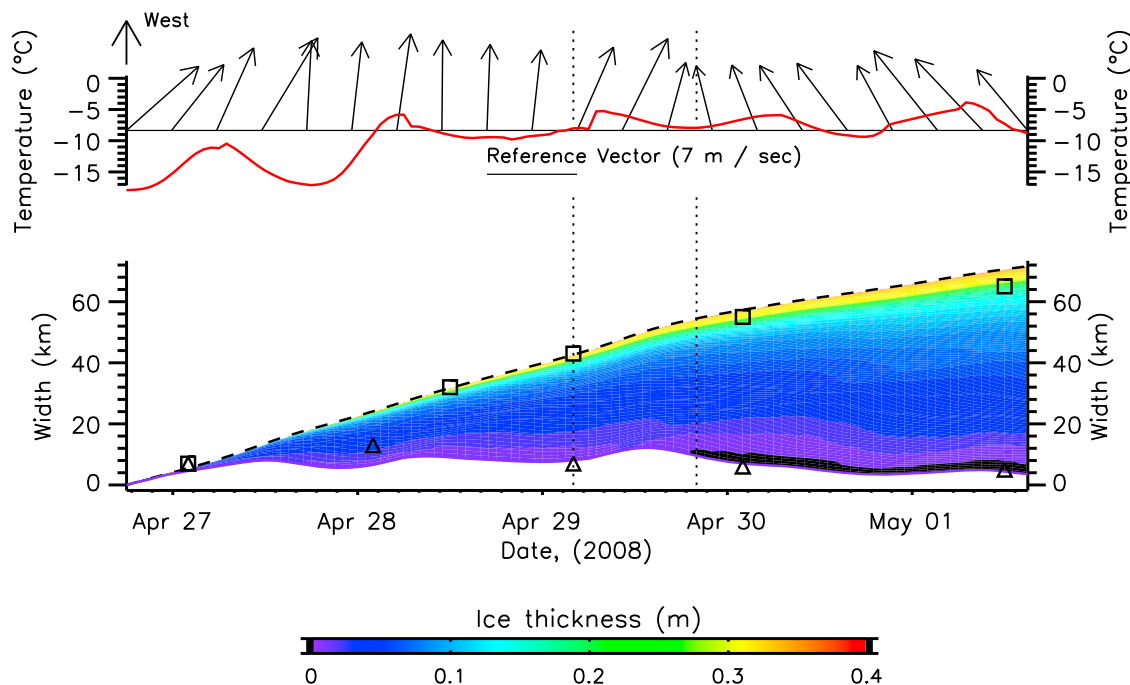 West
Temperature (°C)
0
−5
−10
−15
Reference Vector (7 m / sec)
0
−5
−10
−15
Temperature (°C)
Width (km)
60
40
20
0
60
40
20
0
Width (km)
Apr 27 Apr 28 Apr 29 Apr 30 May 01
Date, (2008)
Ice thickness (m)
0 0.1 0.2 0.3 0.4